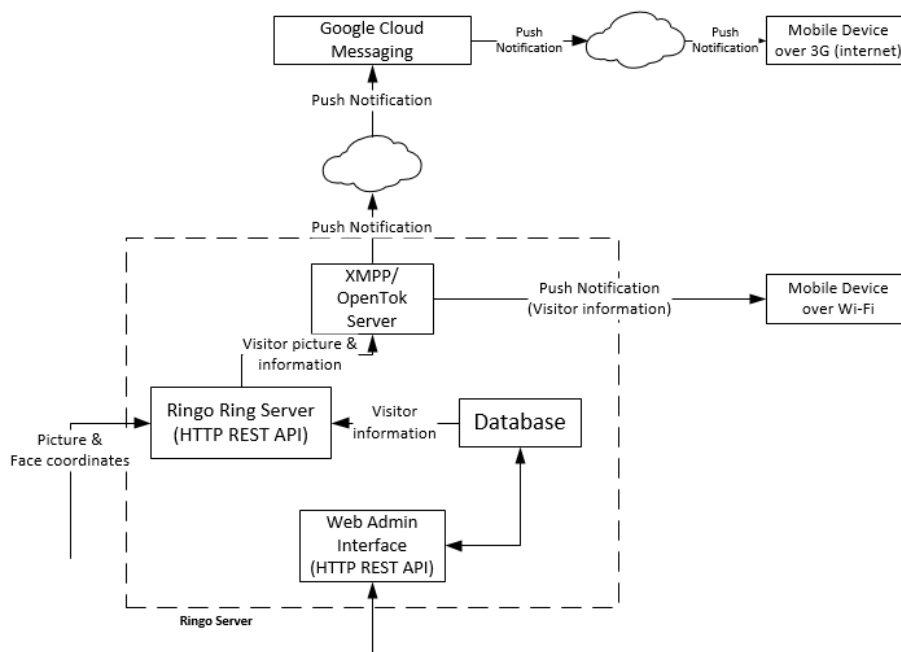 Google Cloud
Messaging
Push
Notification
Push
Notification
Mobile Device
over 3G (internet)
Push Notification
Push Notification
XMPP/
OpenTok
Server
Push Notification
(Visitor information)
Mobile Device
over Wi-Fi
Visitor picture &
information
Ringo Ring Server
(HTTP REST API)
Visitor
information
Database
Picture &
Face coordinates
Web Admin
Interface
(HTTP REST API)
Ringo Server